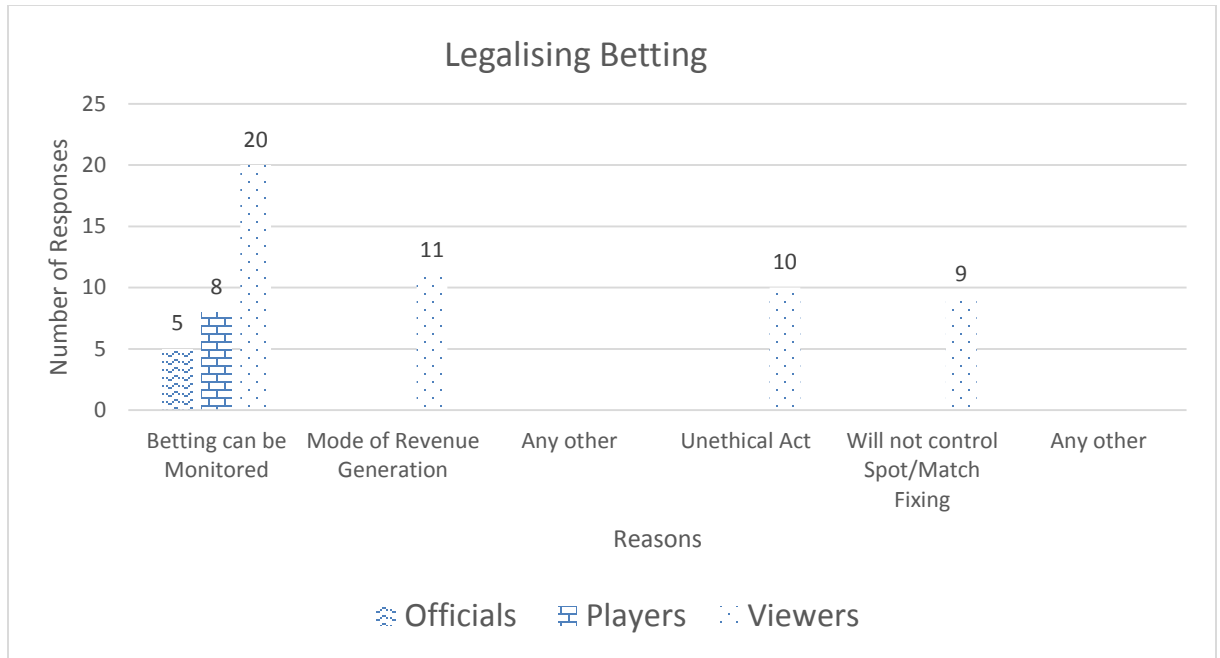 Legalising Betting
Number of Responses
25
20
15
10
5
0
5
8
20
11
10
9
Betting can be
Monitored
Mode of Revenue
Generation
Any other
Unethical Act
Will not control
Spot/Match
Fixing
Any other
Reasons
Officials
Players
Viewers